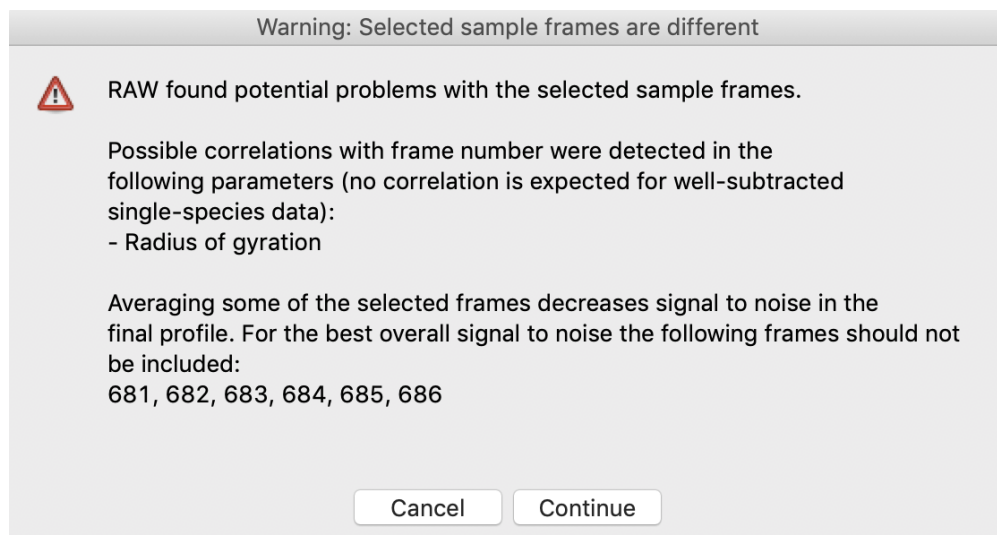 Warning: Selected sample frames are different
RAW found potential problems with the selected sample frames.
Possible correlations with frame number were detected in the
following parameters (no correlation is expected for well-subtracted
single-species data):
- Radius of gyration
Averaging some of the selected frames decreases signal to noise in the
final profile. For the best overall signal to noise the following frames should not
be included:
681, 682, 683, 684, 685, 686
Cancel Continue